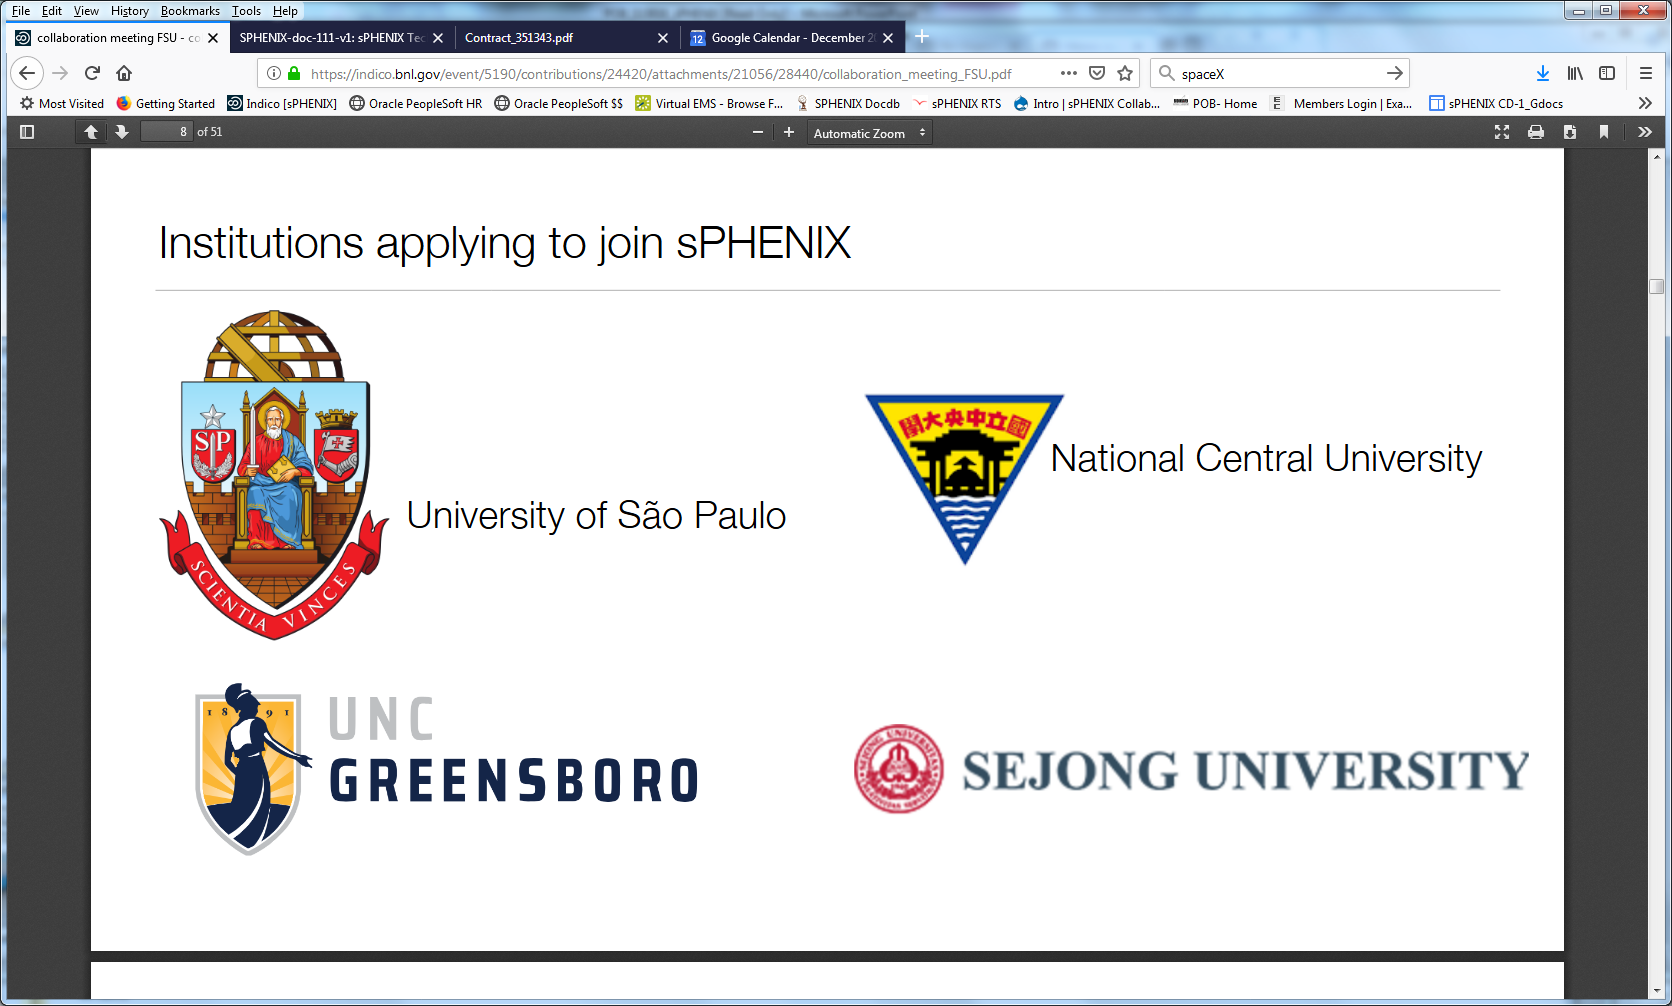 File Edit View History Bookmarks Tools Help
collaboration meeting FSU - co
SPHENIX-doc-111-v1: sPHENIX Tec
Contract_351343.pdf
12 Google Calendar - December 20
https://indico.bnl.gov/event/5190/contributions/24420/attachments/21056/28440/collaboration_meeting_FSU.pdf
spaceX
Most Visited Getting Started Indico [sPHENIX] Oracle PeopleSoft HR Oracle PeopleSoft $$ Virtual EMS - Browse F... SPHENIX Docdb sPHENIX RTS Intro | sPHENIX Collab... POB- Home E Members Login | Exa... sPHENIX CD-1_Gdocs
8 of 51
Automatic Zoom
Institutions applying to join sPHENIX
SP
SCIENTIA VINCES
University of São Paulo
國立中央大學
National Central University
1891
UNC
GREENSBORO
SEJONG UNIVERSITY
SEJONG UNIVERSITY